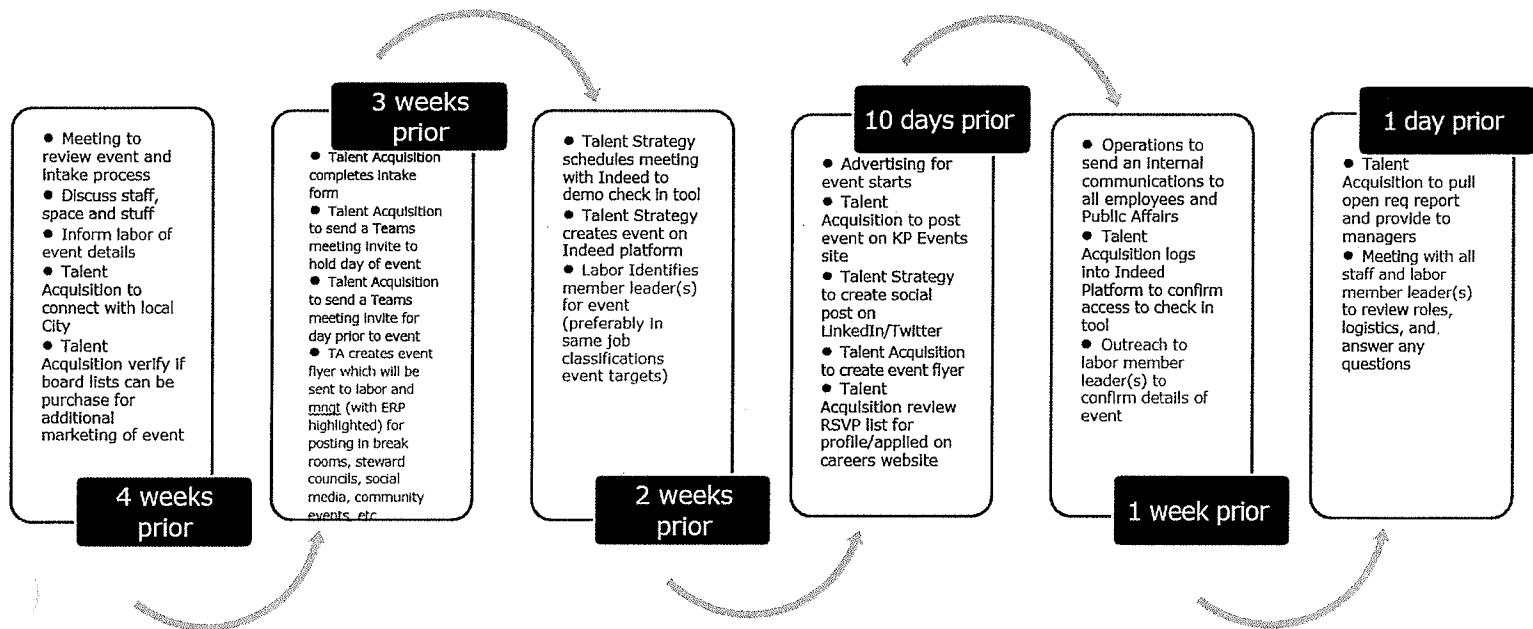 ● Meeting to
review event and
intake process
● Discuss staff,
space and stuff
● Inform labor of
event details
● Talent
Acquisition to
connect with local
City
● Talent
Acquisition verify if
board lists can be
purchase for
additional
marketing of event
4 weeks
prior
3 weeks
prior
● Talent Acquisition
completes intake
form
● Talent Acquisition
to send a Teams
meeting invite to
hold day of event
● Talent Acquisition
to send a Teams
meeting invite for
day prior to event
● TA creates event
flyer which will be
sent to labor and
mngt (with ERP
highlighted) for
posting in break
rooms, steward
councils, social
media, community
events, etc
● Talent Strategy
schedules meeting
with Indeed to
demo check in tool
● Talent Strategy
creates event on
Indeed platform
● Labor Identifies
member leader(s)
for event
(preferably in
same job
classifications
event targets)
2 weeks
prior
10 days prior
● Advertising for
event starts
● Talent
Acquisition to post
event on KP Events
site
● Talent Strategy
to create social
post on
LinkedIn/Twitter
● Talent Acquisition
to create event flyer
● Talent
Acquisition review
RSVP list for
profile/applied on
careers website
● Operations to
send an internal
communications to
all employees and
Public Affairs
● Talent
Acquisition logs
into Indeed
Platform to confirm
access to check in
tool
● Outreach to
labor member
leader(s) to
confirm details of
event
1 week prior
1 day prior
● Talent
Acquisition to pull
open req report
and provide to
managers
● Meeting with all
staff and labor
member leader(s)
to review roles,
logistics, and
answer any
questions